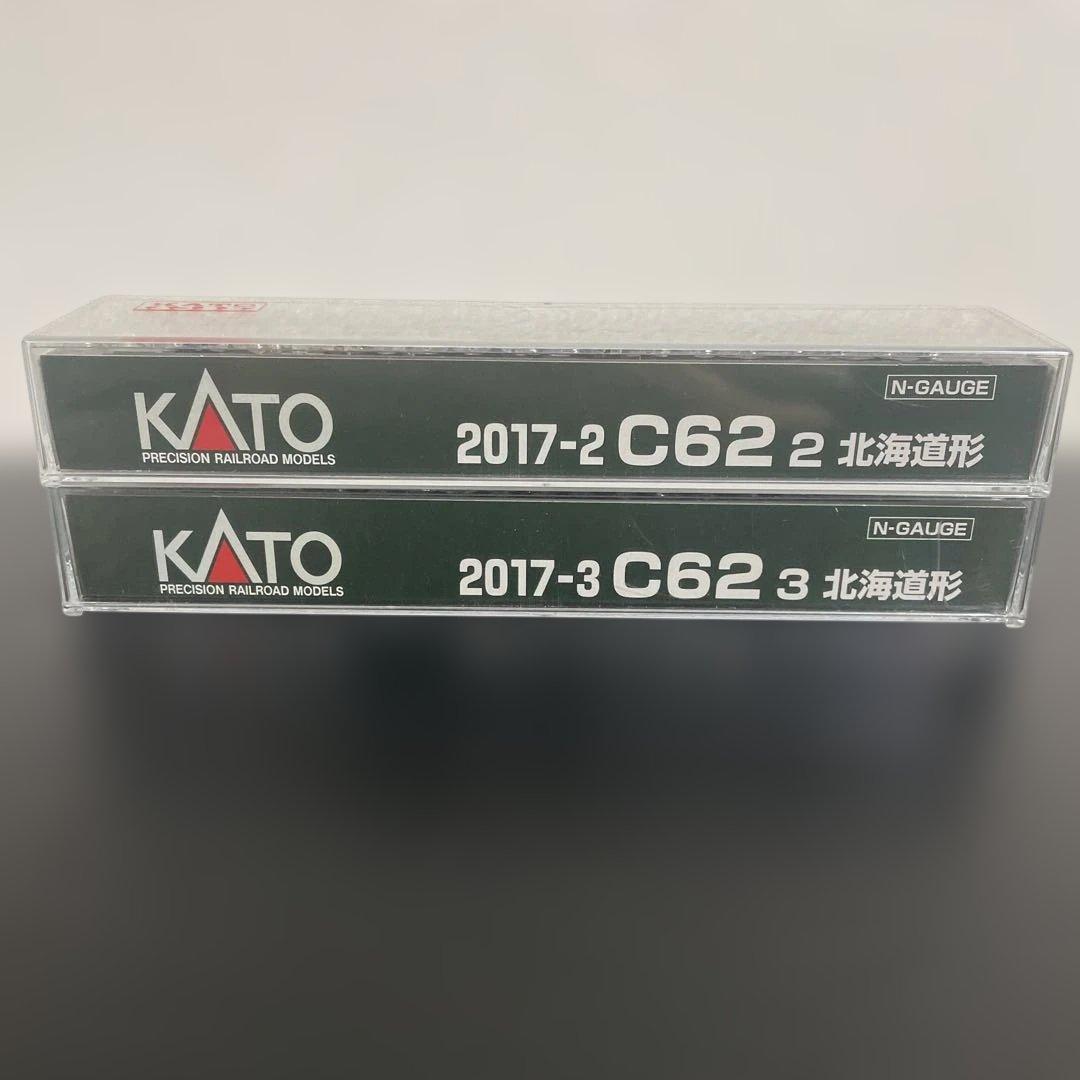 KATO
KATO
PRECISION RAILROAD MODELS
N-GAUGE
2017-2 C62 2 北海道形
KATO
PRECISION RAILROAD MODELS
N-GAUGE
2017-3 C62 3 北海道形